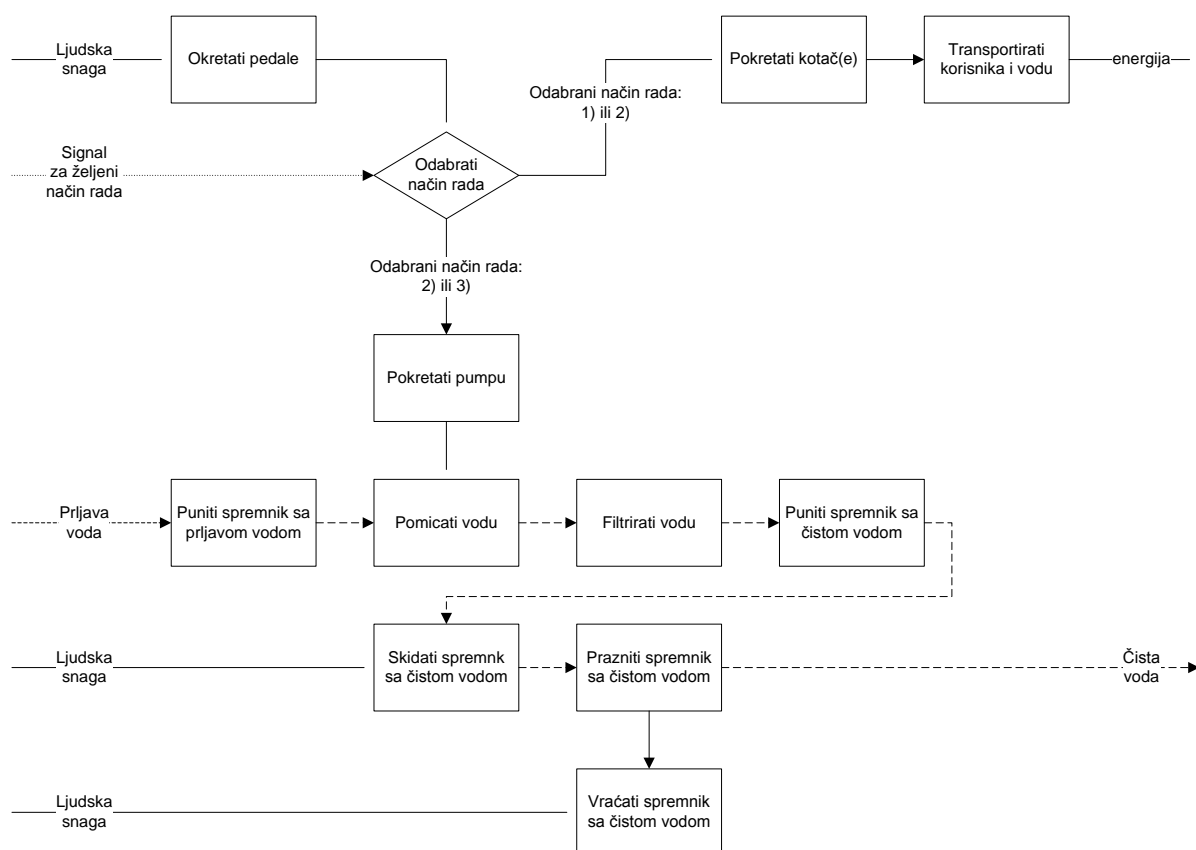 Ljudska
snaga
Okretati pedale
Pokretati kotač(e)
Transportirati
korisnika i vodu
energija
Odabrani način rada:
1) ili 2)
Signal
za željeni
način rada
Odabrati
način rada
Odabrani način rada:
2) ili 3)
Pokretati pumpu
Prljava
voda
Puniti spremnik sa
prljavom vodom
Pomicati vodu
Filtrirati vodu
Puniti spremnik sa
čistom vodom
Ljudska
snaga
Skidati spremnk
sa čistom vodom
Prazniti spremnik
sa čistom vodom
Čista
voda
Ljudska
snaga
Vraćati spremnik
sa čistom vodom